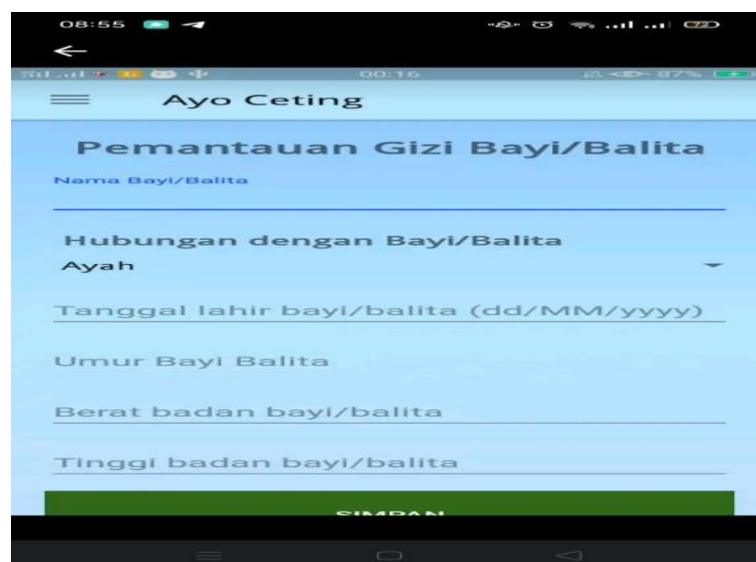 08:55
72
00:16
87%
Ayo Ceting
Pemantauan Gizi Bayi/Balita
Nama Bayi/Balita
Hubungan dengan Bayi/Balita
Ayah
Tanggal lahir bayi/balita (dd/MM/yyyy)
Umur Bayi Balita
Berat badan bayi/balita
Tinggi badan bayi/balita
SIMPAN